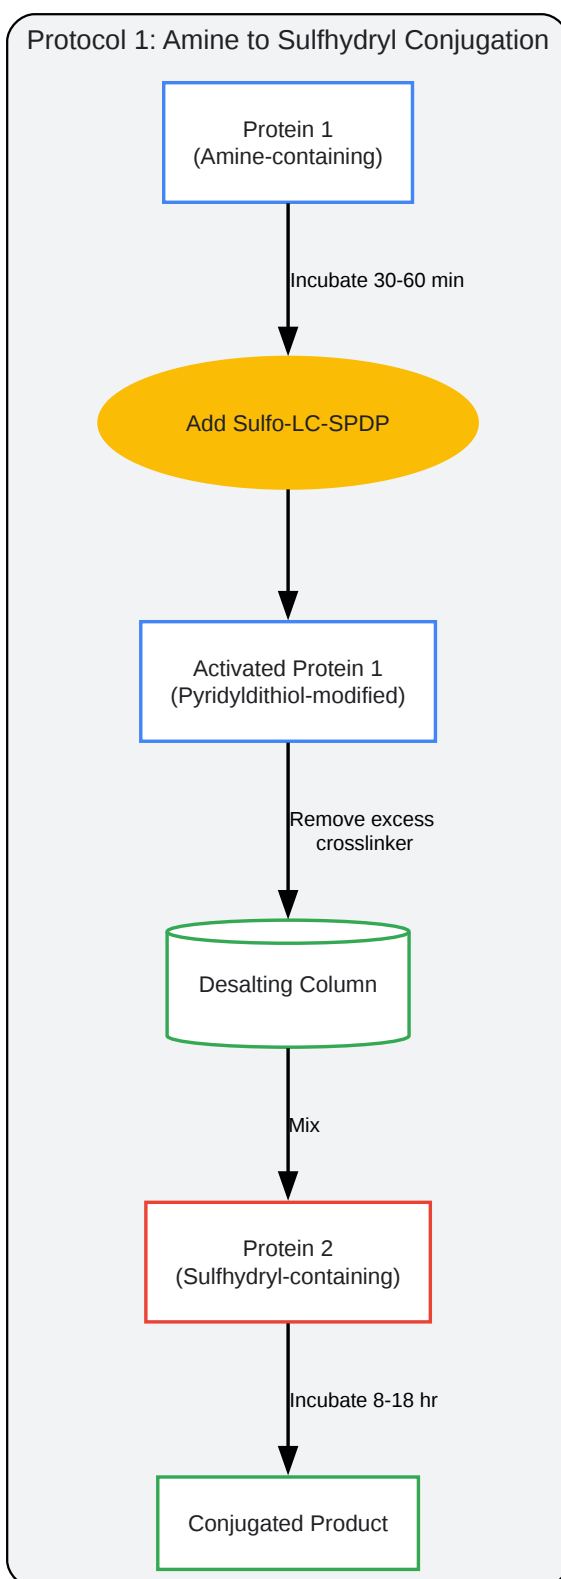 Protocol 1: Amine to Sulfhydryl Conjugation
Protein 1
(Amine-containing)
Incubate 30-60 min
Add Sulfo-LC-SPDP
Activated Protein 1
(Pyridyldithiol-modified)
Remove excess
crosslinker
Desalting Column
Mix
Protein 2
(Sulfhydryl-containing)
Incubate 8-18 hr
Conjugated Product